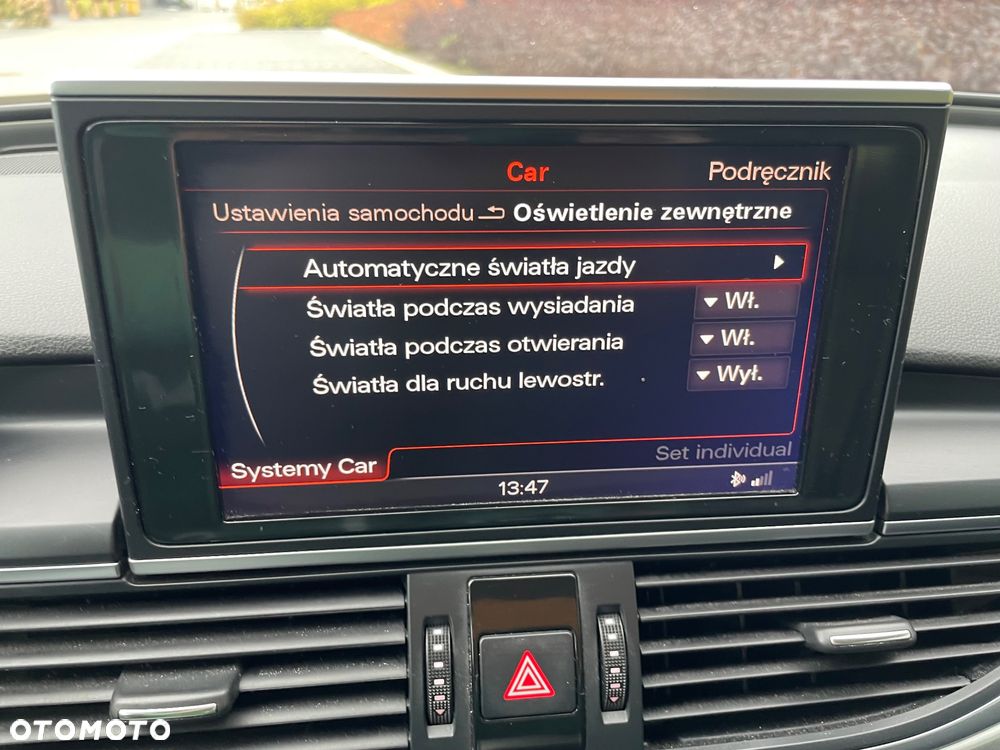 Car Podręcznik
Ustawienia samochodu Oświetlenie zewnętrzne
Automatyczne światła jazdy
Światła podczas wysiadania Wł.
Światła podczas otwierania Wł.
Światła dla ruchu lewostr. Wył.
Set individual
Systemy Car
13:47
OTOMOTO